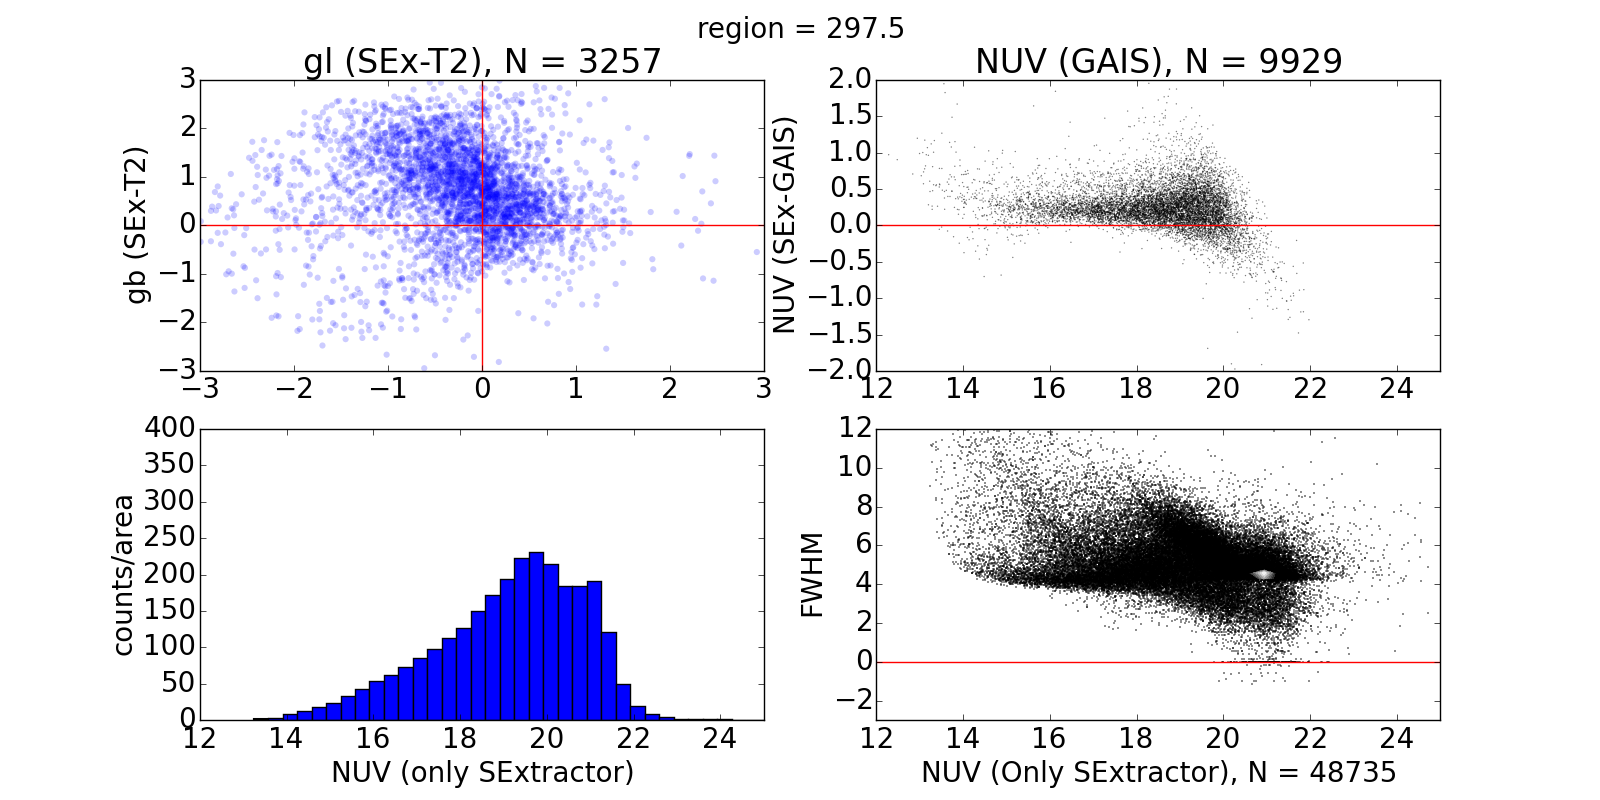 region = 297.5
gl (SEx-T2), N = 3257
3
2
1
0
−1
−2
−3
gb (SEx-T2)
−3 −2 −1 0 1 2 3
NUV (GAIS), N = 9929
2.0
1.5
1.0
0.5
0.0
−0.5
−1.0
−1.5
−2.0
NUV (SEx-GAIS)
12 14 16 18 20 22 24
400
350
300
250
200
150
100
50
0
counts/area
12 14 16 18 20 22 24
NUV (only SExtractor)
12
10
8
6
4
2
0
−2
FWHM
12 14 16 18 20 22 24
NUV (Only SExtractor), N = 48735